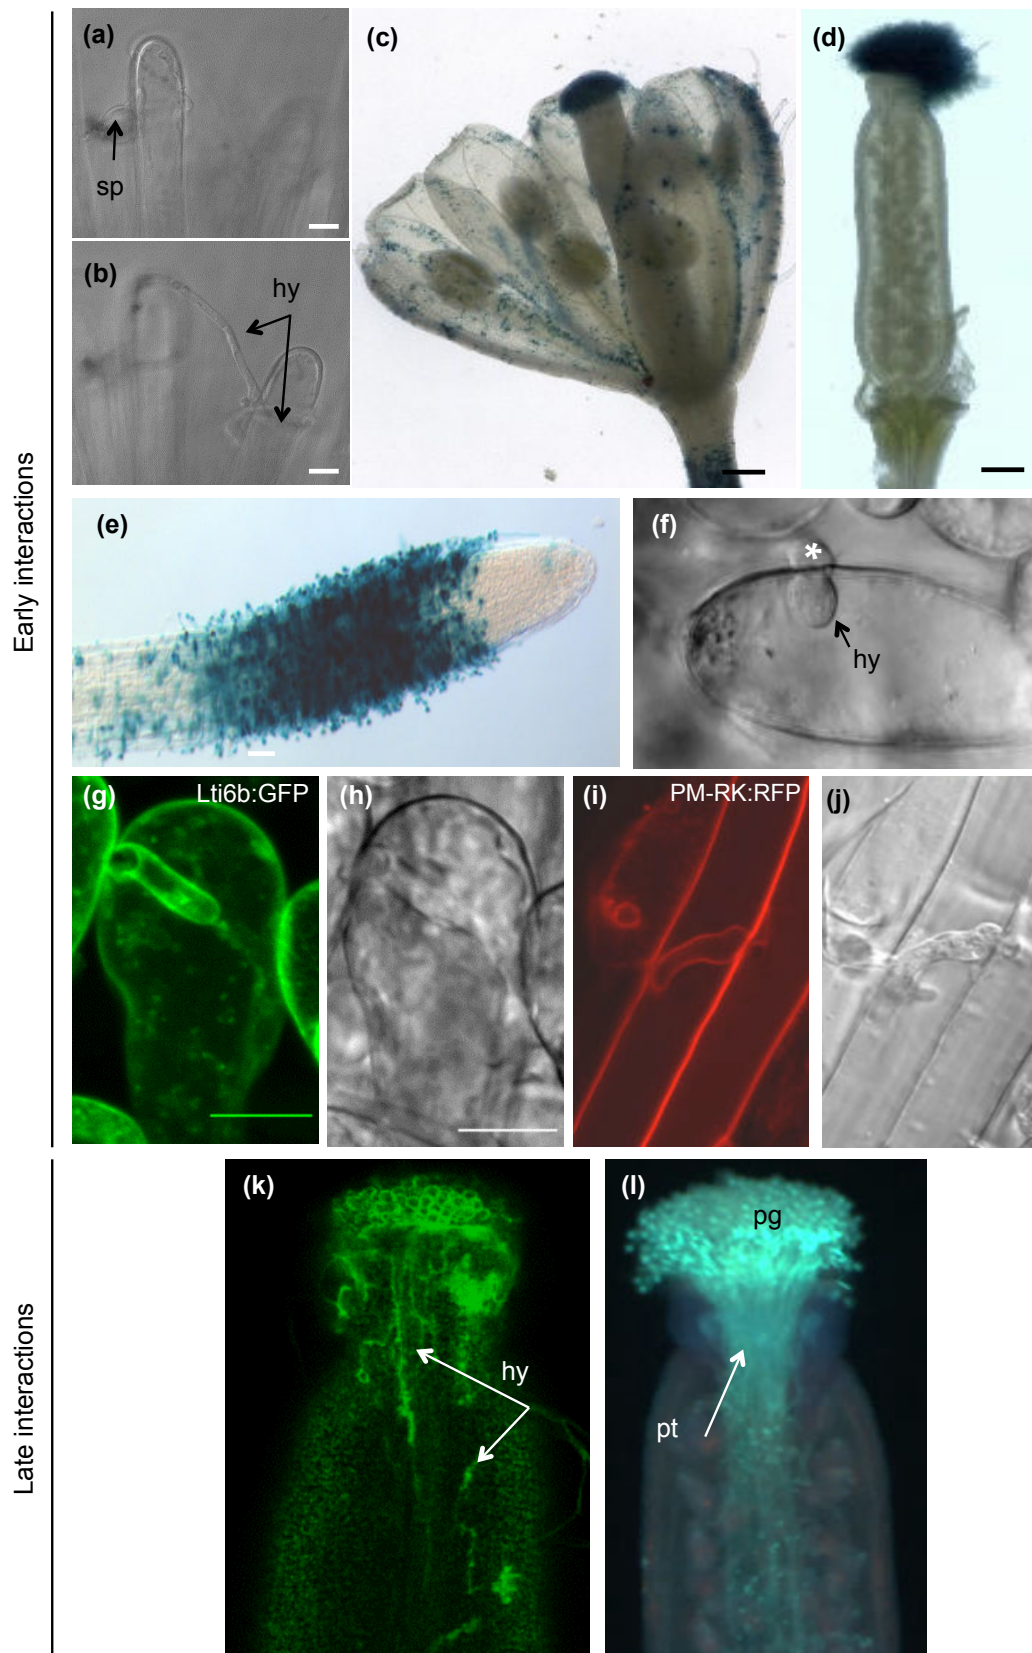 Early interactions
(a)
sp
(b)
hy
(c)
(d)
(e)
(f)
*
hy
(g)
Lti6b:GFP
(h)
(i)
PM-RK:RFP
(j)
Late interactions
(k)
hy
(l)
pg
pt